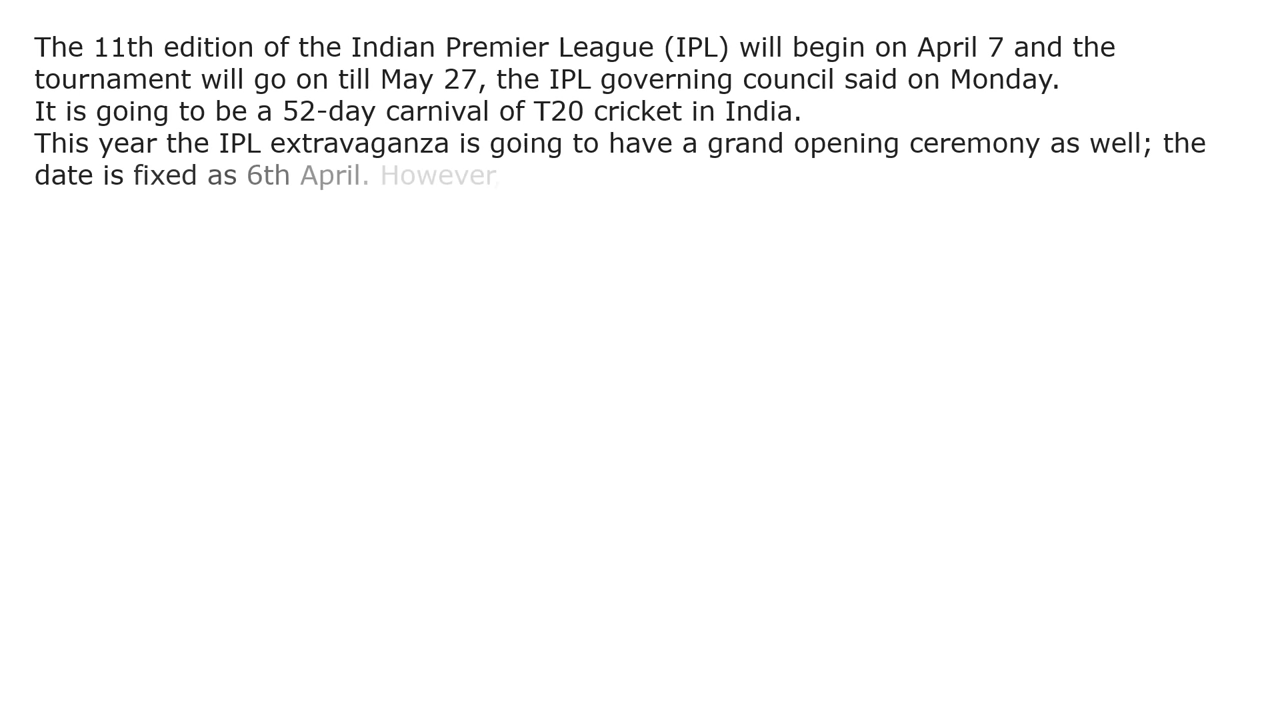 The 11th edition of the Indian Premier League (IPL) will begin on April 7 and the
tournament will go on till May 27, the IPL governing council said on Monday.
It is going to be a 52-day carnival of T20 cricket in India.
This year the IPL extravaganza is going to have a grand opening ceremony as well; the
date is fixed as 6th April. However,